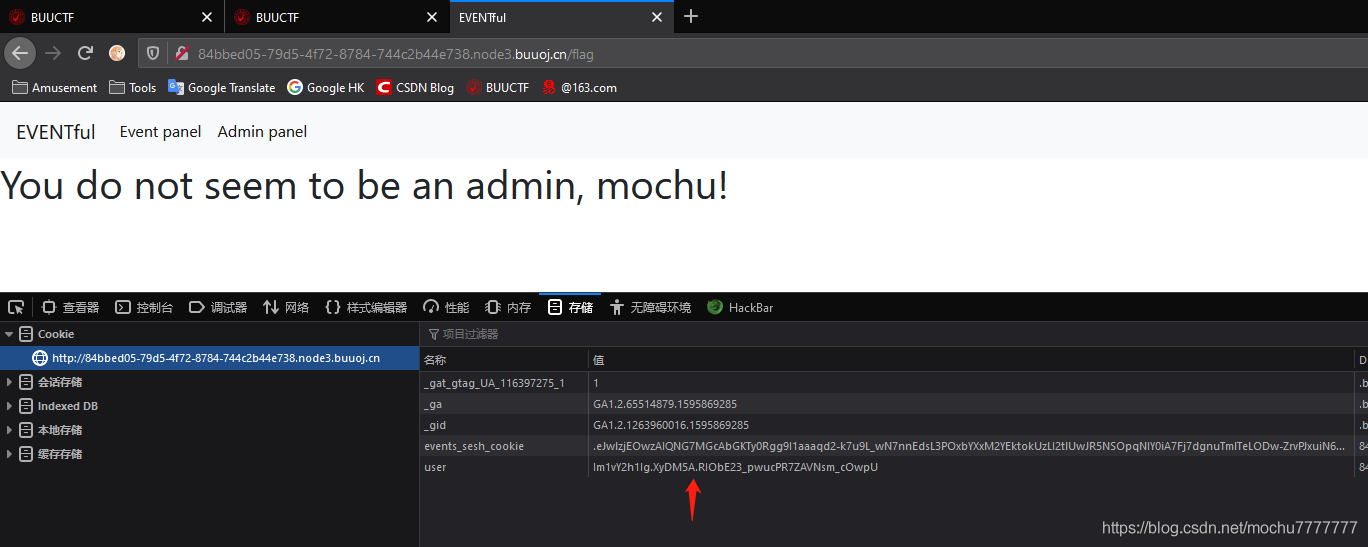 BUUCTF
BUUCTF
EVENTful
84bbed05-79d5-4f72-8784-744c2b44e738.node3.buuoj.cn/flag
Amusement Tools Google Translate Google HK CSDN Blog BUUCTF @163.com
EVENTful Event panel Admin panel
You do not seem to be an admin, mochu!
查看器 控制台 调试器 网络 样式编辑器 性能 内存 存储 无障碍环境 HackBar
Cookie
http://84bbed05-79d5-4f72-8784-744c2b44e738.node3.buuoj.cn
会话存储
Indexed DB
本地存储
缓存存储
项目过滤器
名称 值 D
_gat_gtag_UA_116397275_1 1 .b
_ga GA1.2.65514879.1595869285 .b
_gid GA1.2.1263960016.1595869285 .b
events_sesh_cookie 84
user Im1vY2h1Ig.XyDM5A.RIObE23_pwucPR7ZAVNsm_cOwpU 84
https://blog.csdn.net/mochu7777777